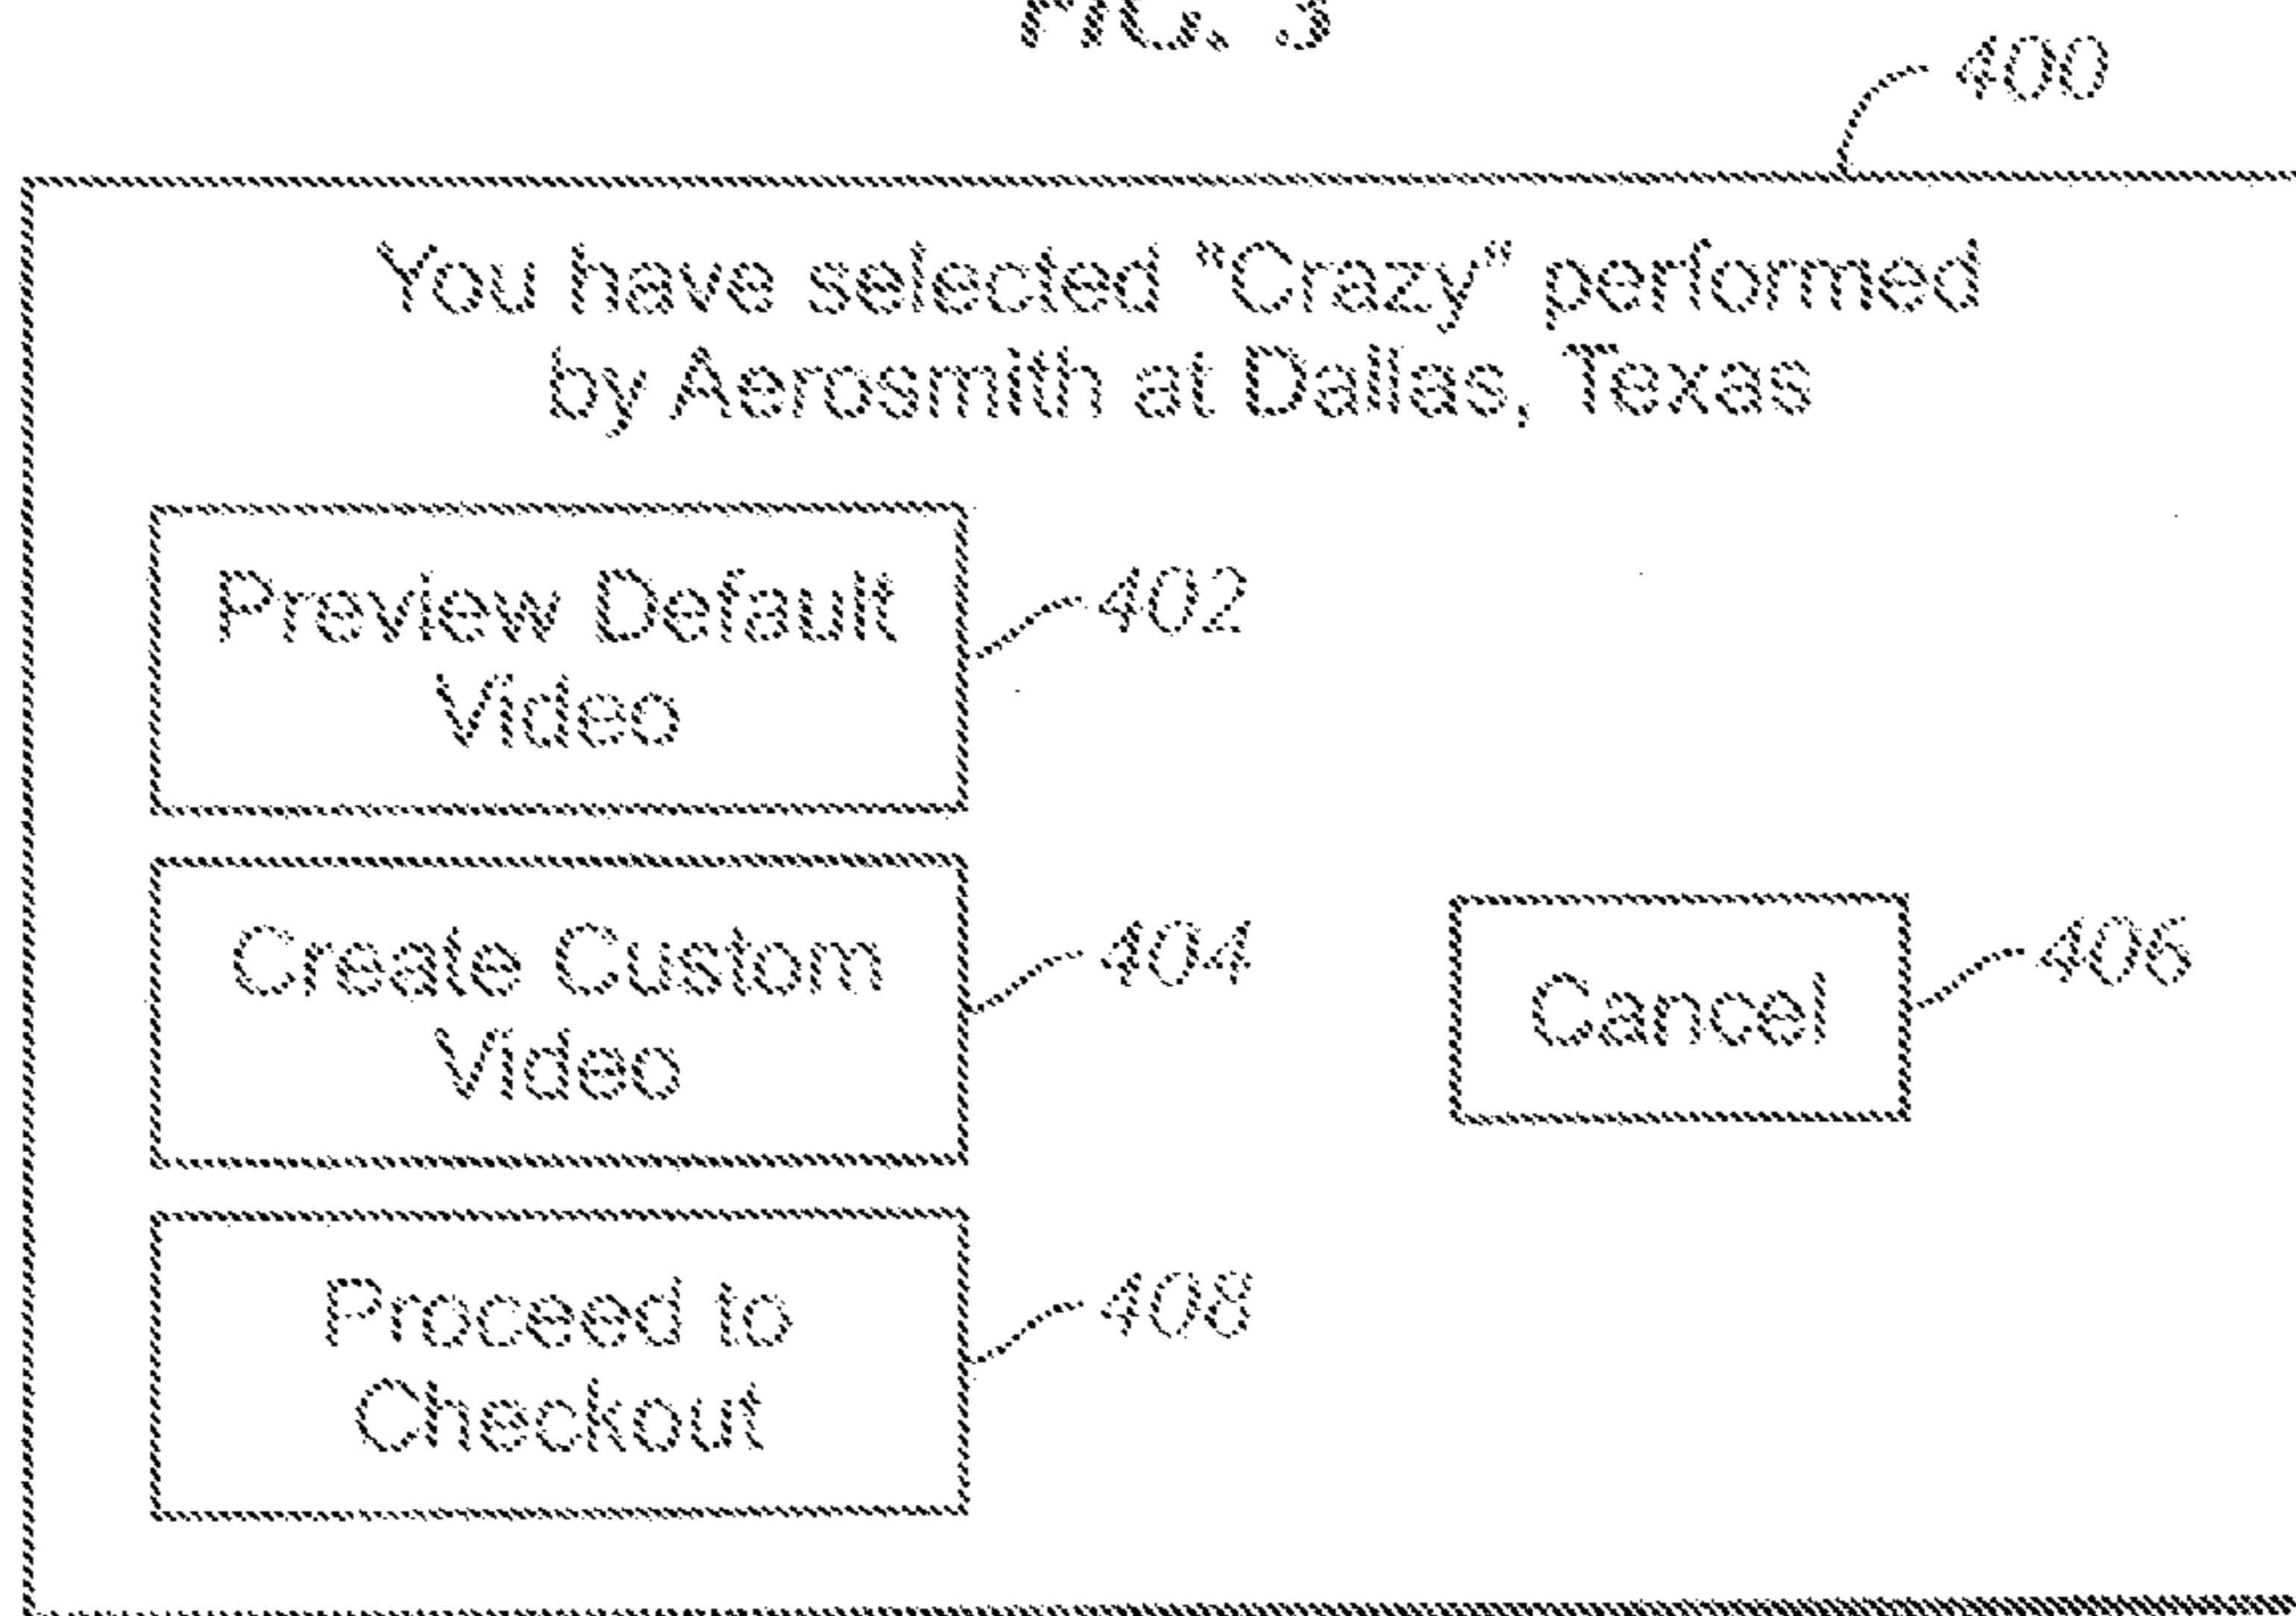 FIG. 3
400
You have selected "Crazy" performed
by Aerosmith at Dallas, Texas
Preview Default
Video
402
Create Custom
Video
404
Cancel
406
Proceed to
Checkout
408